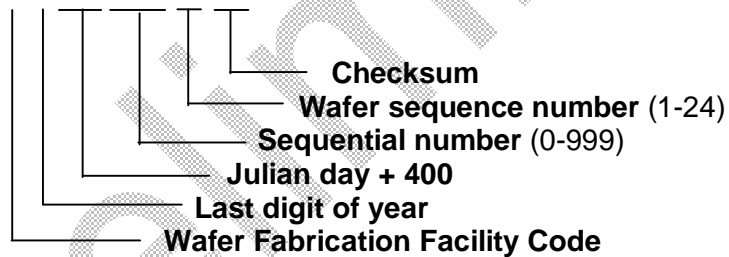 Checksum
Wafer sequence number (1-24)
Sequential number (0-999)
Julian day + 400
Last digit of year
Wafer Fabrication Facility Code